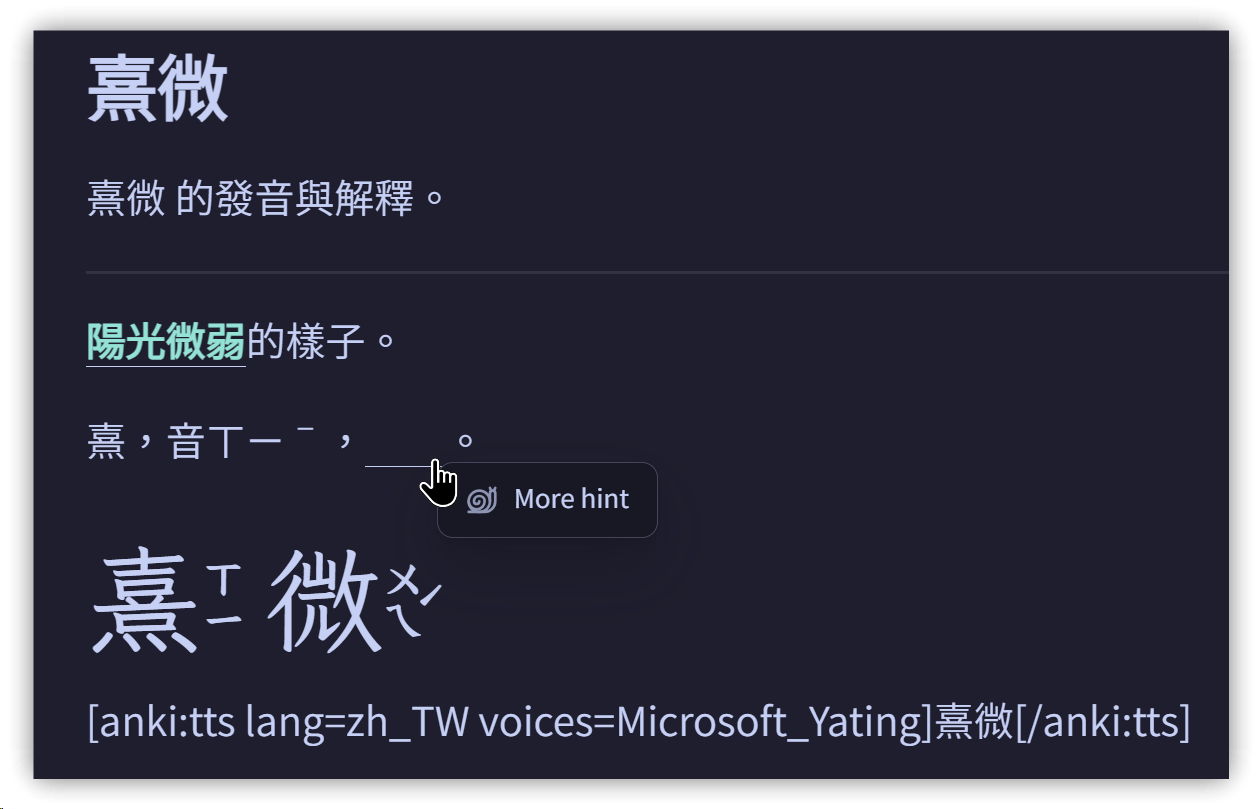 熹微
熹微 的發音與解釋。
陽光微弱的樣子。
熹，音ㄒㄧˉ，____。
More hint
熹ㄒㄧ 微ㄨㄟˊ
[anki:tts lang=zh_TW voices=Microsoft_Yating]熹微[/anki:tts]